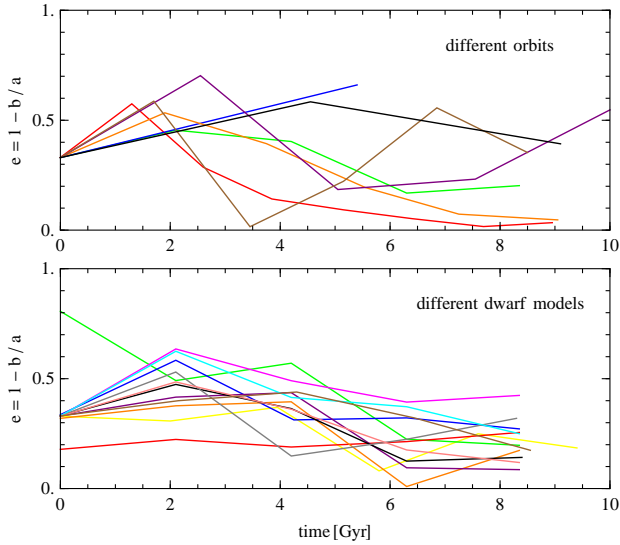 1.
different orbits
e = 1 − b / a
0.5
0.
0 2 4 6 8 10
1.
different dwarf models
e = 1 − b / a
0.5
0.
0 2 4 6 8 10
time [Gyr]